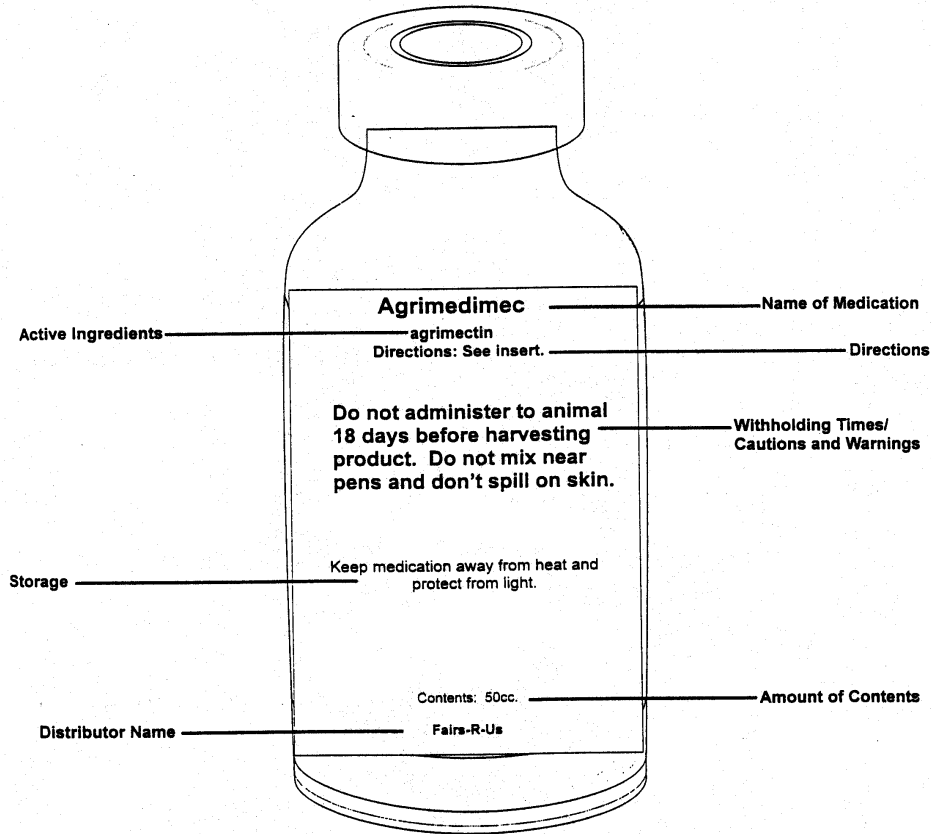 Agrimedimec
Name of Medication
Active Ingredients
agrimectin
Directions: See insert.
Directions
Do not administer to animal
18 days before harvesting
product. Do not mix near
pens and don't spill on skin.
Withholding Times/
Cautions and Warnings
Storage
Keep medication away from heat and
protect from light.
Contents: 50cc.
Amount of Contents
Distributor Name
Fairs-R-Us